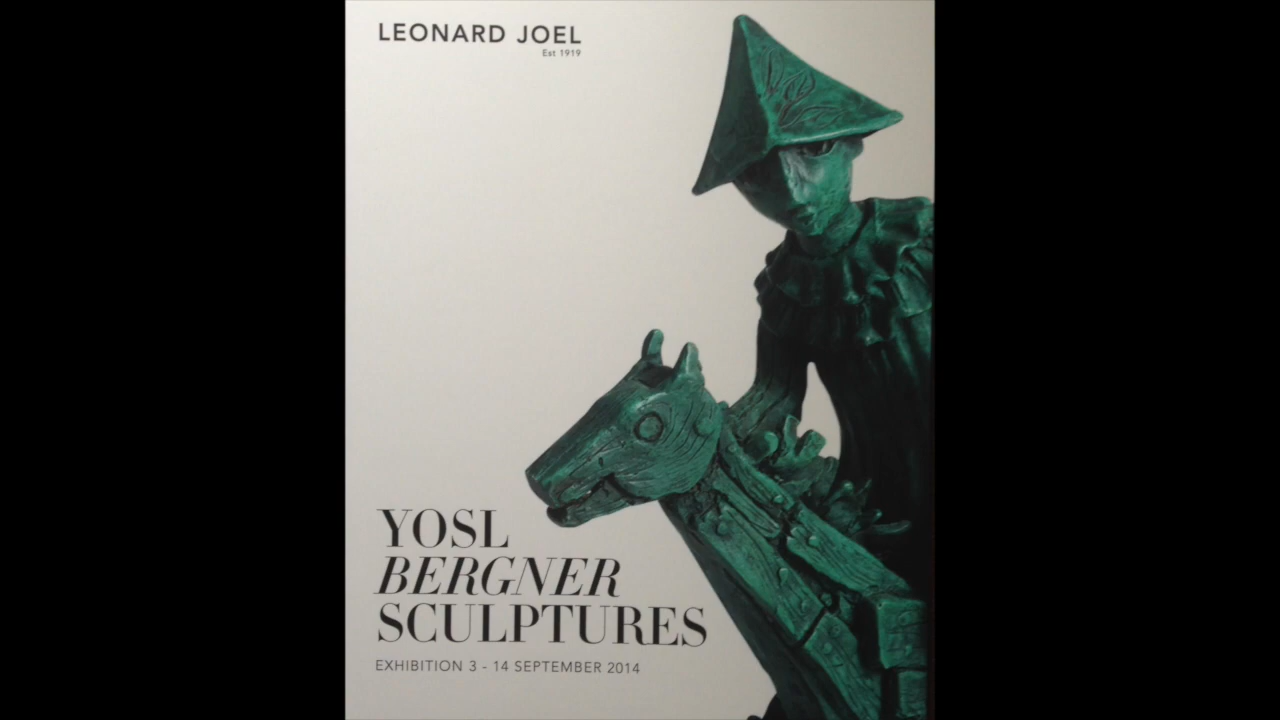 LEONARD JOEL
Est 1919
YOSL
BERGNER
SCULPTURES
EXHIBITION 3 - 14 SEPTEMBER 2014